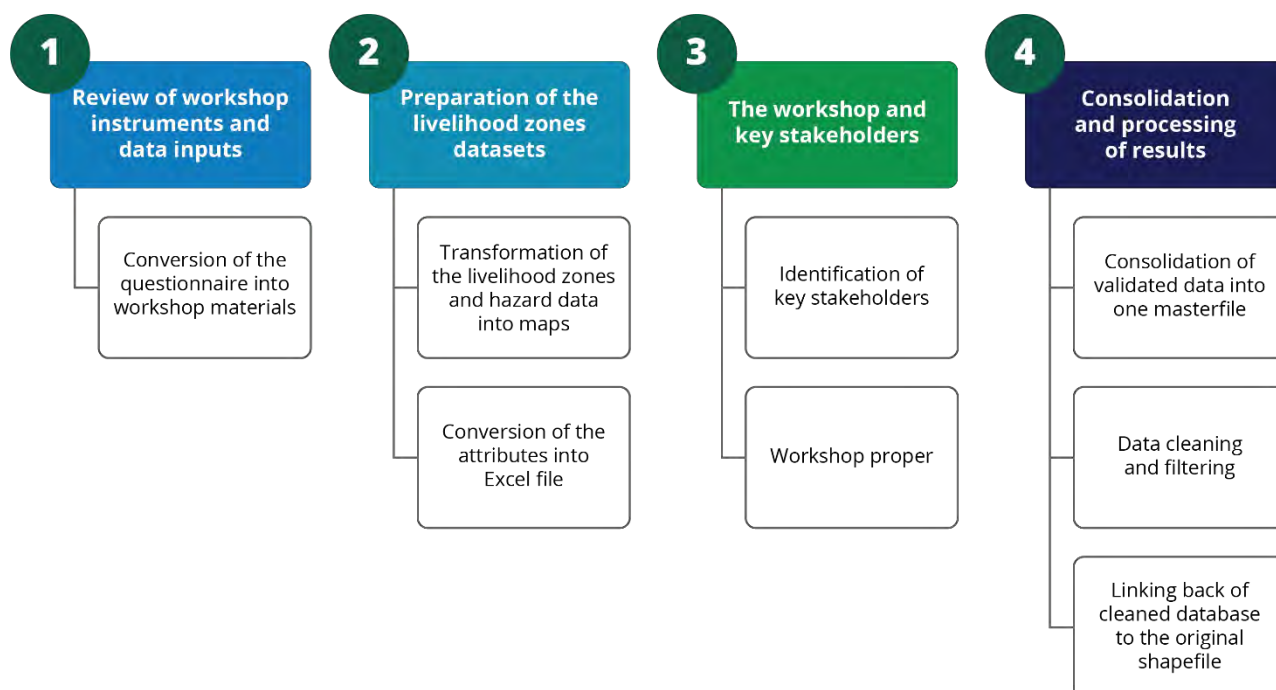 1
Review of workshop
instruments and
data inputs
Conversion of the
questionnaire into
workshop materials
2
Preparation of the
livelihood zones
datasets
Transformation of
the livelihood zones
and hazard data
into maps
Conversion of the
attributes into
Excel file
3
The workshop and
key stakeholders
Identification of
key stakeholders
Workshop proper
4
Consolidation
and processing
of results
Consolidation of
validated data into
one masterfile
Data cleaning
and filtering
Linking back of
cleaned database
to the original
shapefile